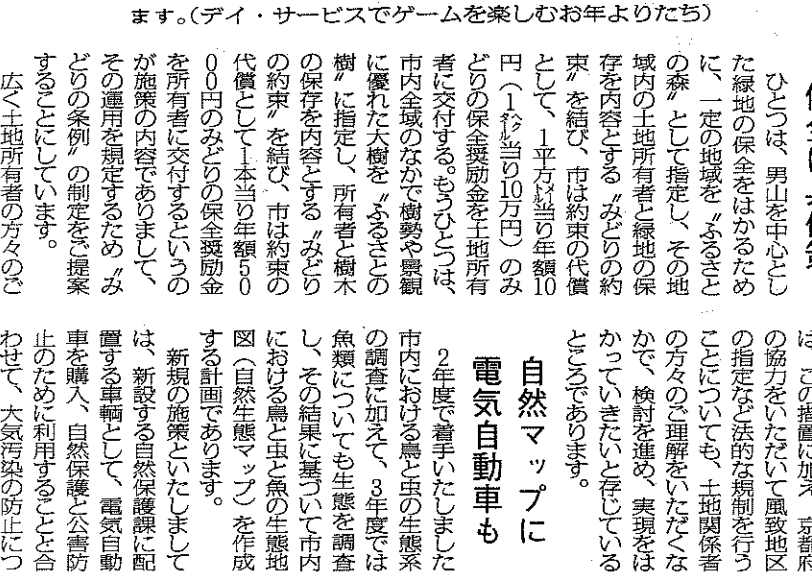 ます。(デイ・サービスでゲームを楽しむお年よりたち)
ひとつは、男山を中心とし
た緑地の保全をはかるため
に、一定の地域を〝ふるさと
の森〟として指定し、その地
域内の土地所有者と緑地の保
存を内容とする〝みどりの約
束〟を結び、市は約束の代償
として、1平方㍍当り年額10
円(1㌶当り10万円)のみ
どりの保全奨励金を土地所有
者に交付する。もうひとつは、
市内全域のなかで樹勢や景観
に優れた大樹を〝ふるさとの
樹〟に指定し、所有者と樹木
の保存を内容とする〝みどり
の約束〟を結び、市は約束の
代償として1本当り年額50
00円のみどりの保全奨励金
を所有者に交付するというの
が施策の内容でありまして、
その運用を規定するため〝み
どりの条例〟の制定をご提案
することにしています。
広く土地所有者の方々のご
は、この措置に加え、京都府
の協力をいただいて風致地区
の指定など法的な規制を行う
ことについても、土地関係者
の方々のご理解をいただくな
かで、検討を進め、実現をは
かっていきたいと存じている
ところであります。
自然マップに
電気自動車も
2年度で着手いたしました
市内における鳥と虫の生態系
の調査に加えて、3年度では
魚類についても生態を調査
し、その結果に基づいて市内
における鳥と虫と魚の生態地
図(自然生態マップ)を作成
する計画であります。
新規の施策といたしまして
は、新設する自然保護課に配
置する車輌として、電気自動
車を購入、自然保護と公害防
止のために利用することと合
わせて、大気汚染の防止につ